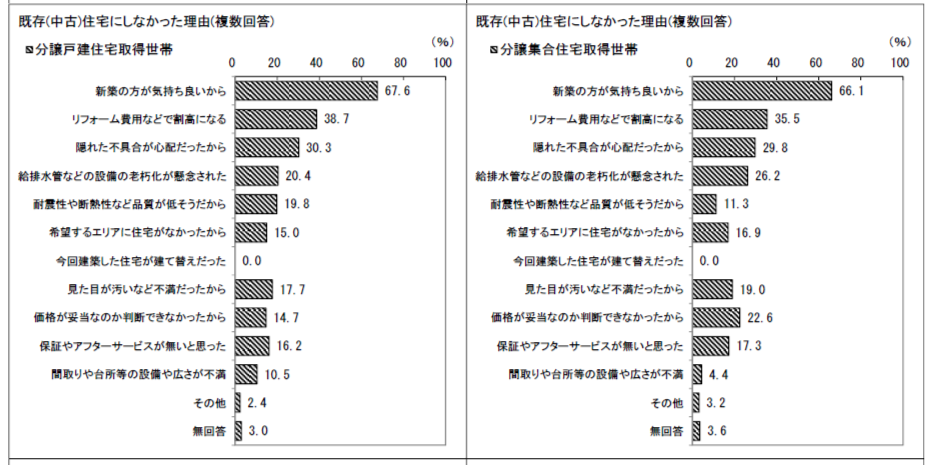 既存(中古)住宅にしなかった理由(複数回答)
(%)
分譲戸建住宅取得世帯
0 20 40 60 80 100
新築の方が気持ち良いから 67.6
リフォーム費用などで割高になる 38.7
隠れた不具合が心配だったから 30.3
給排水管などの設備の老朽化が懸念された 20.4
耐震性や断熱性など品質が低そうだから 19.8
希望するエリアに住宅がなかったから 15.0
今回建築した住宅が建て替えだった 0.0
見た目が汚いなど不満だったから 17.7
価格が妥当なのか判断できなかったから 14.7
保証やアフターサービスが無いと思った 16.2
間取りや台所等の設備や広さが不満 10.5
その他 2.4
無回答 3.0
既存(中古)住宅にしなかった理由(複数回答)
(%)
分譲集合住宅取得世帯
0 20 40 60 80 100
新築の方が気持ち良いから 66.1
リフォーム費用などで割高になる 35.5
隠れた不具合が心配だったから 29.8
給排水管などの設備の老朽化が懸念された 26.2
耐震性や断熱性など品質が低そうだから 11.3
希望するエリアに住宅がなかったから 16.9
今回建築した住宅が建て替えだった 0.0
見た目が汚いなど不満だったから 19.0
価格が妥当なのか判断できなかったから 22.6
保証やアフターサービスが無いと思った 17.3
間取りや台所等の設備や広さが不満 4.4
その他 3.2
無回答 3.6